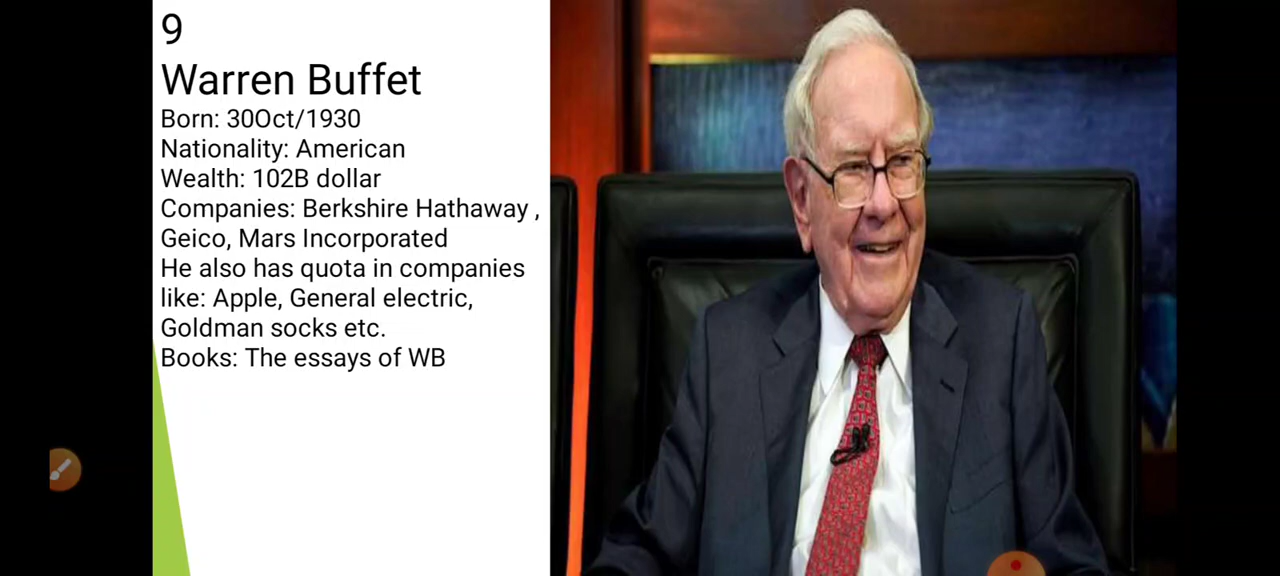 9
Warren Buffet
Born: 30Oct/1930
Nationality: American
Wealth: 102B dollar
Companies: Berkshire Hathaway ,
Geico, Mars Incorporated
He also has quota in companies
like: Apple, General electric,
Goldman socks etc.
Books: The essays of WB